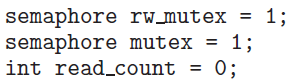 semaphore rw_mutex = 1;
semaphore mutex = 1;
int read_count = 0;